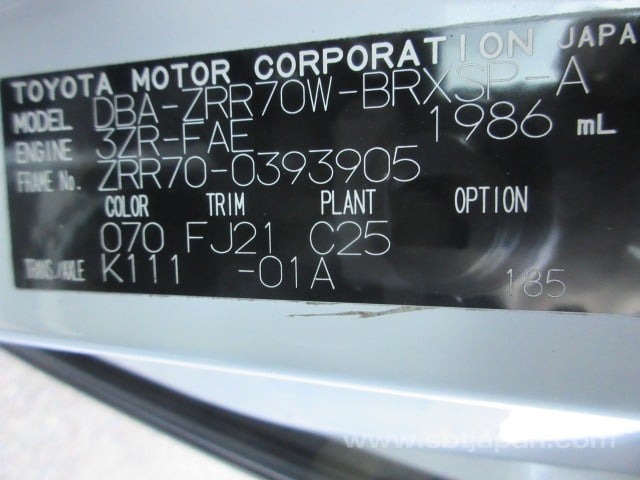 TOYOTA MOTOR CORPORATION JAPA
MODEL DBA-ZRR70W-BRXSP-A
ENGINE 3ZR-FAE 1986 mL
FRAME No. ZRR70-0393905
COLOR TRIM PLANT OPTION
070 FJ21 C25
TRANS./AXLE K111 -01A 185
www.sbtjapan.com